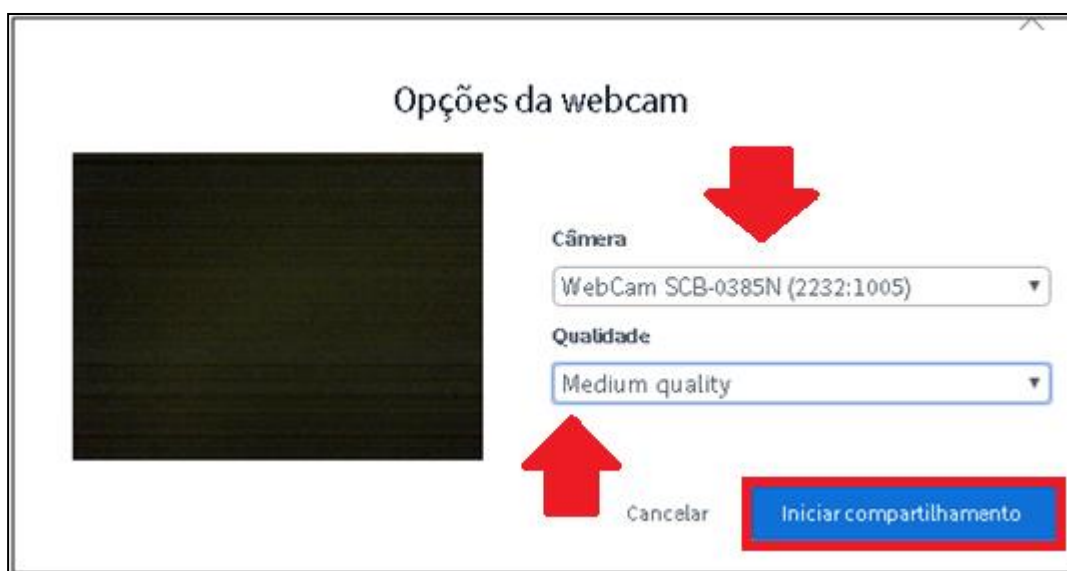 Opções da webcam
Câmera
WebCam SCB-0385N (2232:1005)
Qualidade
Medium quality
Cancelar
Iniciar compartilhamento